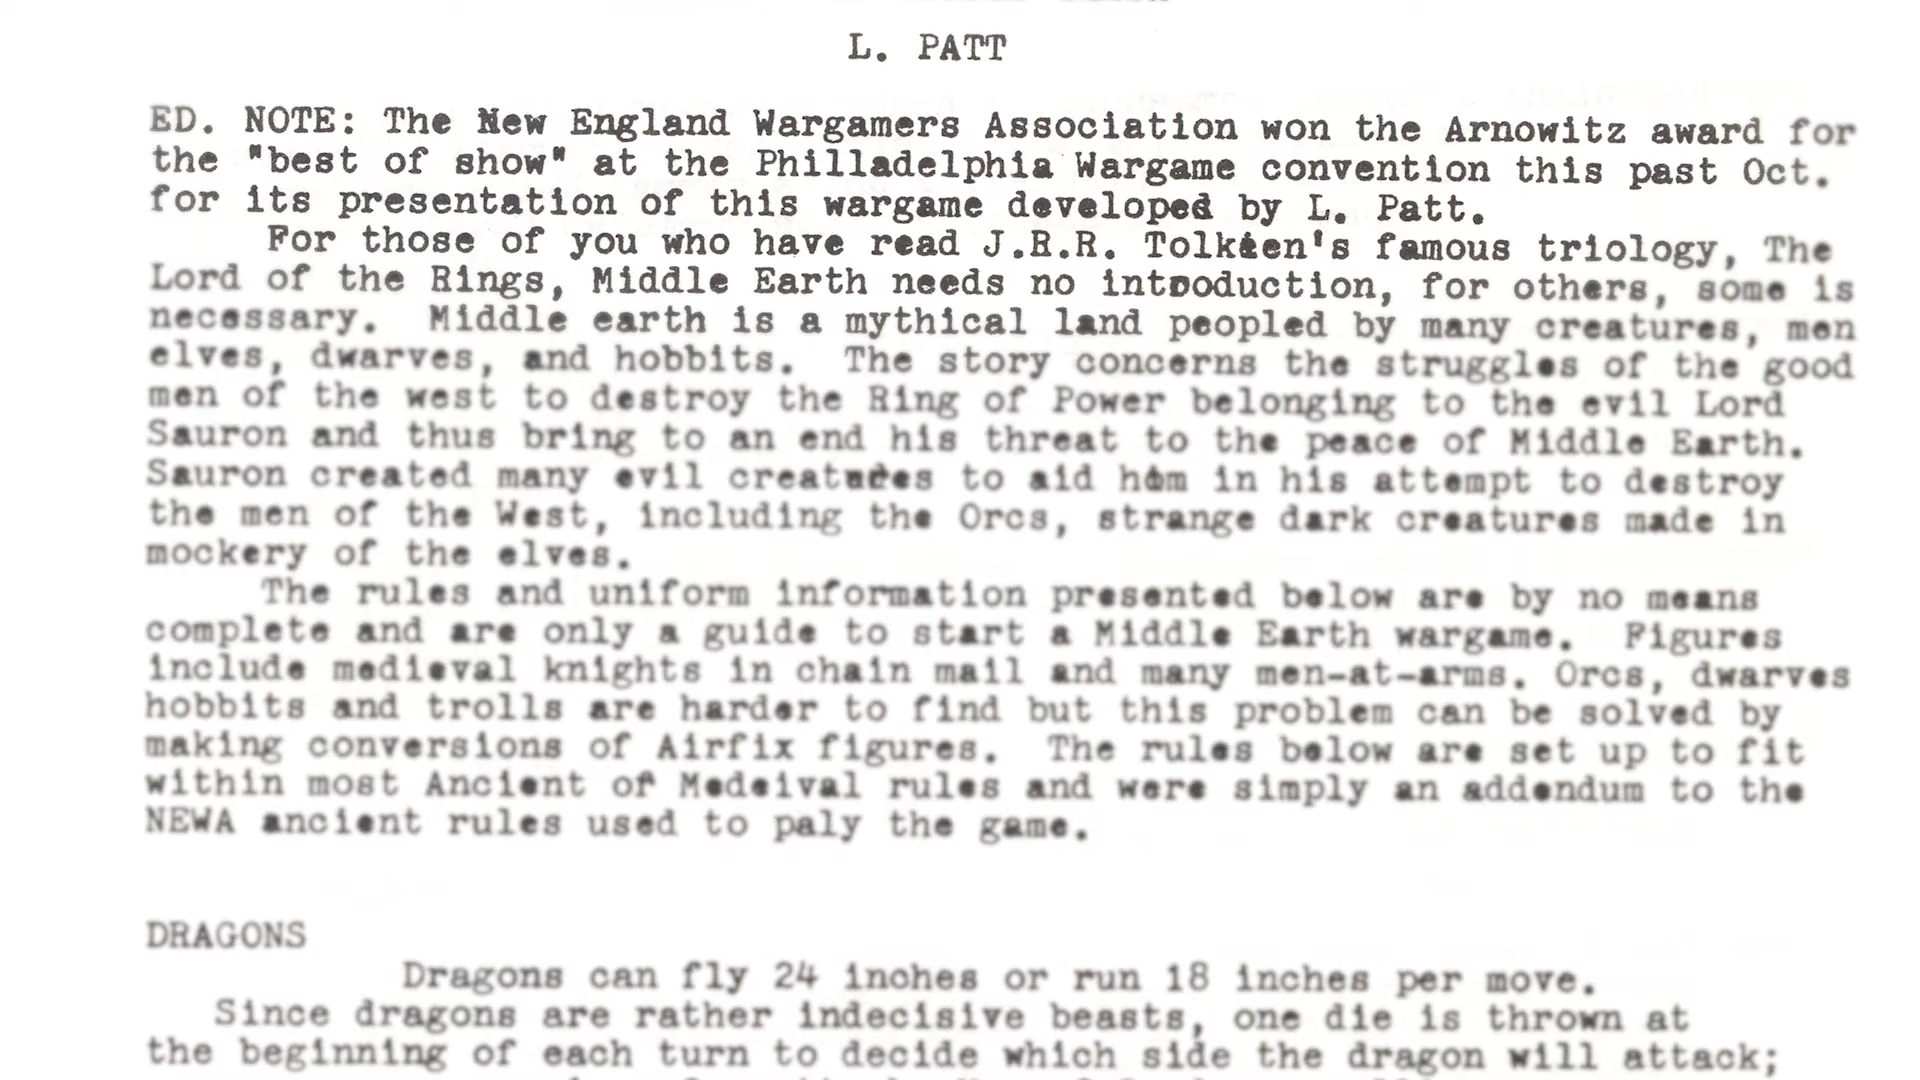 L. PATT
ED. NOTE: The New England Wargamers Association won the Arnowitz award for
the "best of show" at the Philladelphia Wargame convention this past Oct.
for its presentation of this wargame developed by L. Patt.
For those of you who have read J.R.R. Tolkien's famous triology, The
Lord of the Rings, Middle Earth needs no introoduction, for others, some is
necessary. Middle earth is a mythical land peopled by many creatures, men
elves, dwarves, and hobbits. The story concerns the struggles of the good
men of the west to destroy the Ring of Power belonging to the evil Lord
Sauron and thus bring to an end his threat to the peace of Middle Earth.
Sauron created many evil creatures to aid him in his attempt to destroy
the men of the West, including the Orcs, strange dark creatures made in
mockery of the elves.
The rules and uniform information presented below are by no means
complete and are only a guide to start a Middle Earth wargame. Figures
include medieval knights in chain mail and many men-at-arms. Orcs, dwarves
hobbits and trolls are harder to find but this problem can be solved by
making conversions of Airfix figures. The rules below are set up to fit
within most Ancient of Medeival rules and were simply an addendum to the
NEWA ancient rules used to paly the game.
DRAGONS
Dragons can fly 24 inches or run 18 inches per move.
Since dragons are rather indecisive beasts, one die is thrown at
the beginning of each turn to decide which side the dragon will attack;